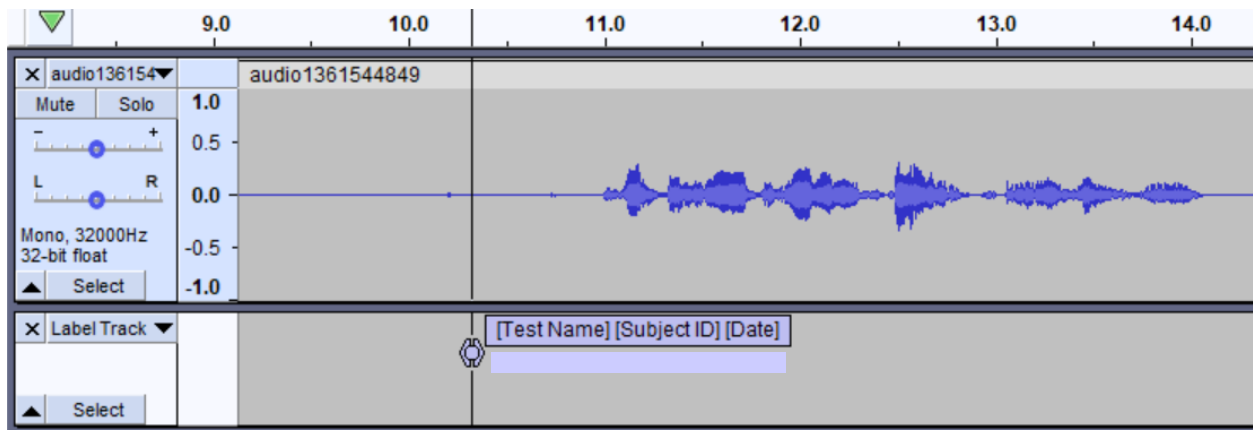 9.0 10.0 11.0 12.0 13.0 14.0
audio136154 audio1361544849
Mute Solo 1.0
- + 0.5
L R 0.0
Mono, 32000Hz
32-bit float -0.5
Select -1.0
Label Track [Test Name] [Subject ID] [Date]
Select